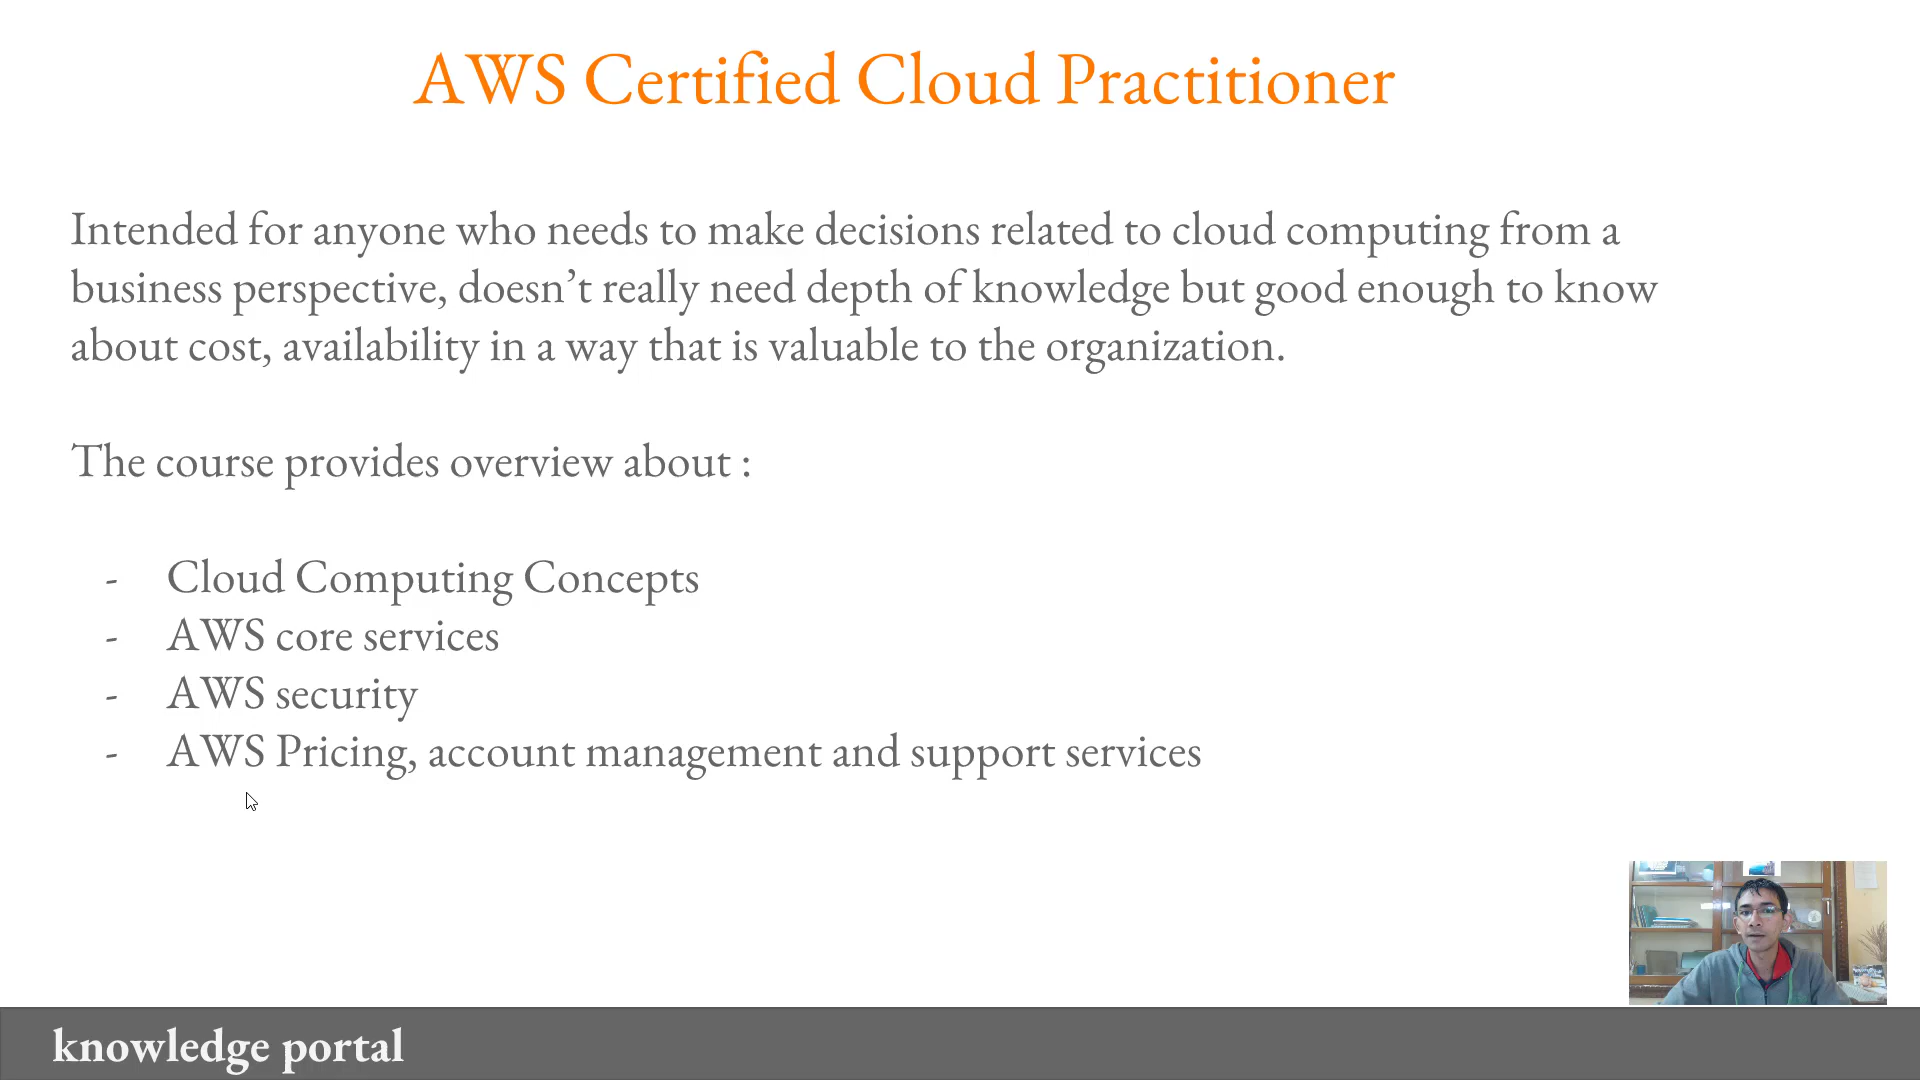 AWS Certified Cloud Practitioner
Intended for anyone who needs to make decisions related to cloud computing from a
business perspective, doesn’t really need depth of knowledge but good enough to know
about cost, availability in a way that is valuable to the organization.
The course provides overview about :
- Cloud Computing Concepts
- AWS core services
- AWS security
- AWS Pricing, account management and support services
knowledge portal